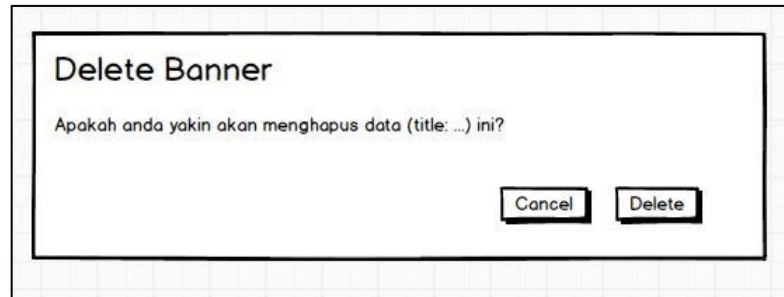 Delete Banner
Apakah anda yakin akan menghapus data (title: ...) ini?
Cancel Delete